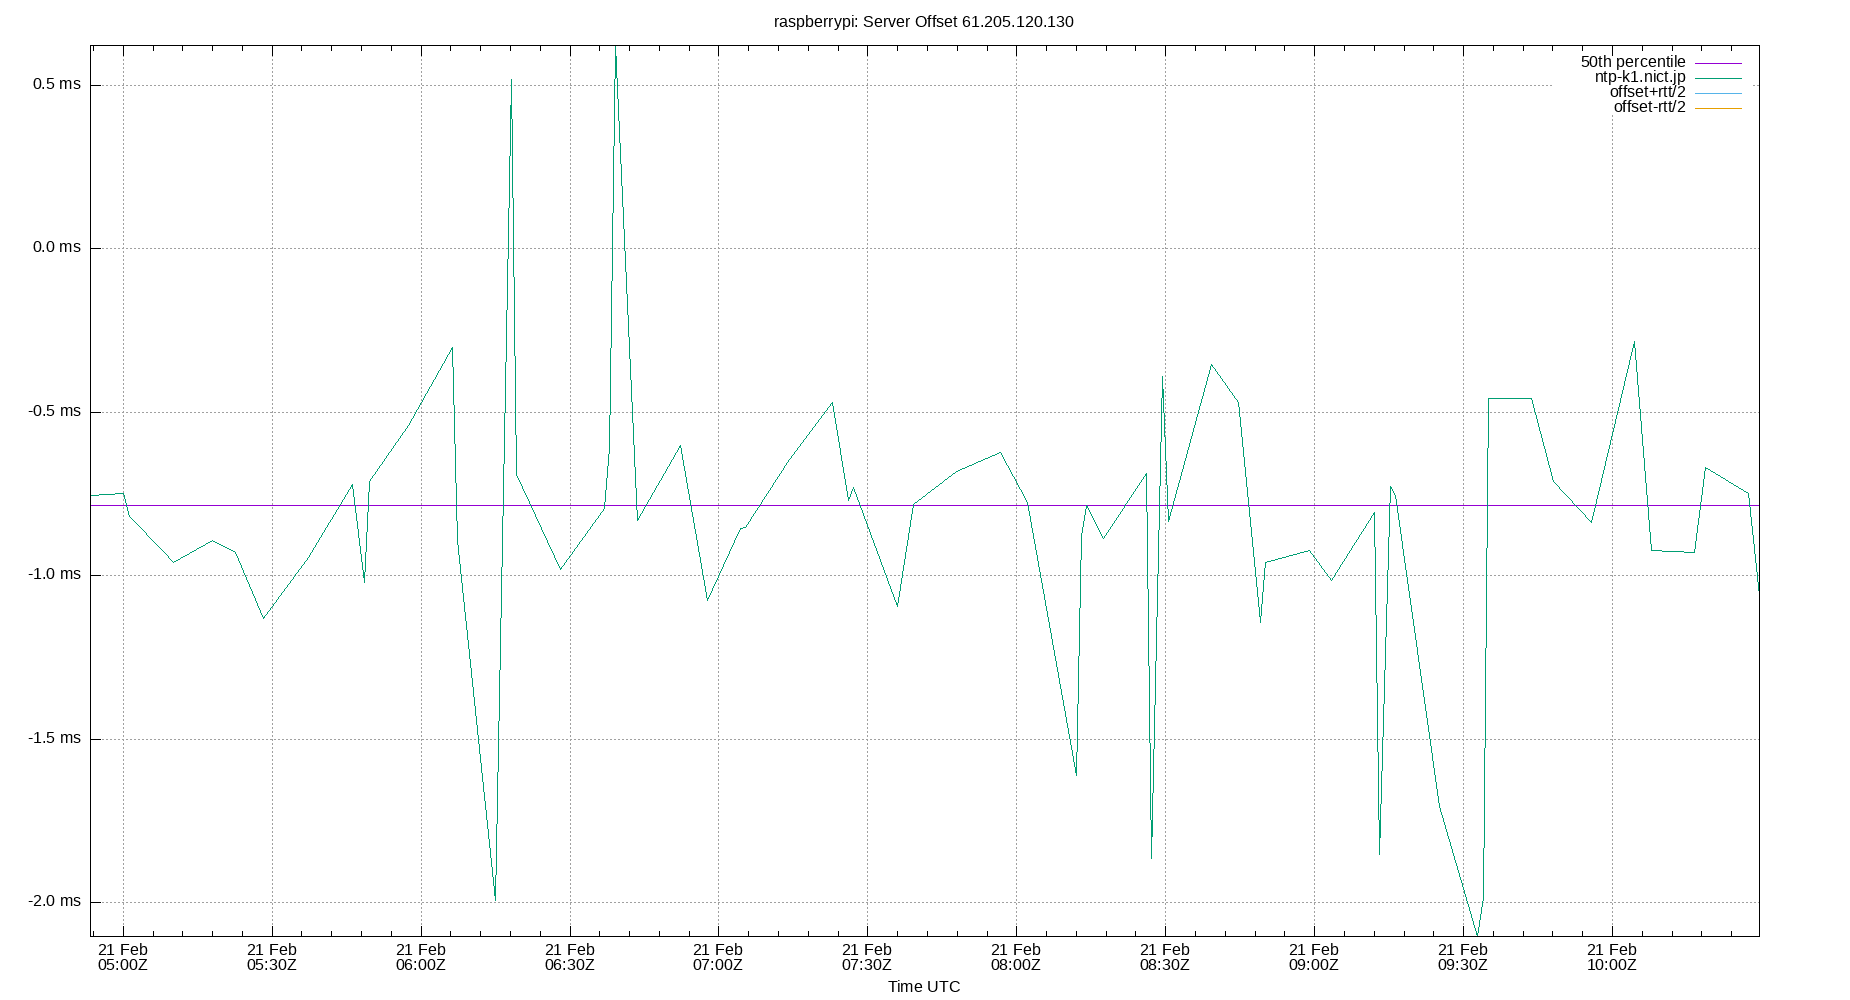 raspberrypi: Server Offset 61.205.120.130
50th percentile
ntp-k1.nict.jp
offset+rtt/2
offset-rtt/2
0.5 ms
0.0 ms
-0.5 ms
-1.0 ms
-1.5 ms
-2.0 ms
21 Feb 21 Feb 21 Feb 21 Feb 21 Feb 21 Feb 21 Feb 21 Feb 21 Feb 21 Feb 21 Feb
05:00Z 05:30Z 06:00Z 06:30Z 07:00Z 07:30Z 08:00Z 08:30Z 09:00Z 09:30Z 10:00Z
Time UTC